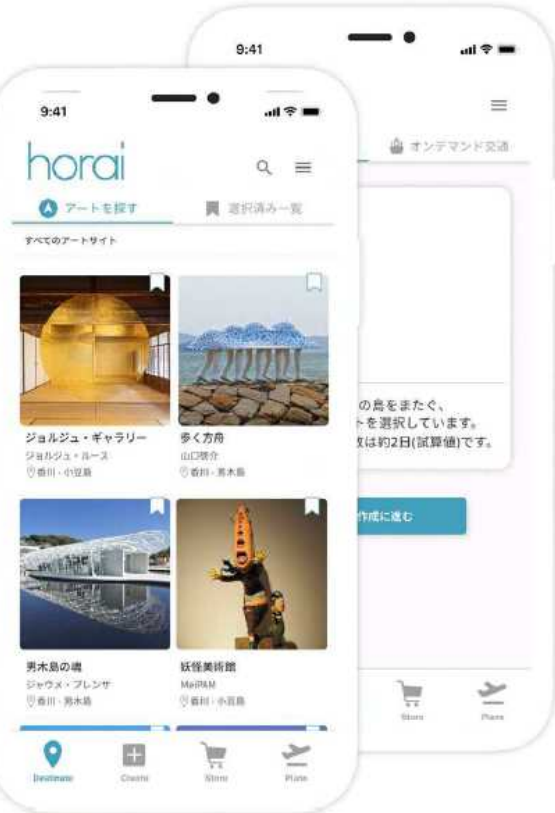 9:41
オンデマンド交通
の島をまたぐ、
トを選択しています。
数は約2日(試算値)です。
作成に進む
Store
Plans
9:41
horai
アートを探す
選択済み一覧
すべてのアートサイト
ジョルジュ・ギャラリー
ジョルジュ・ルース
香川・小豆島
歩く方舟
山口啓介
香川・男木島
男木島の魂
ジャウメ・プレンサ
香川・男木島
妖怪美術館
MeiPAM
香川・小豆島
Destinate
Create
Store
Plans